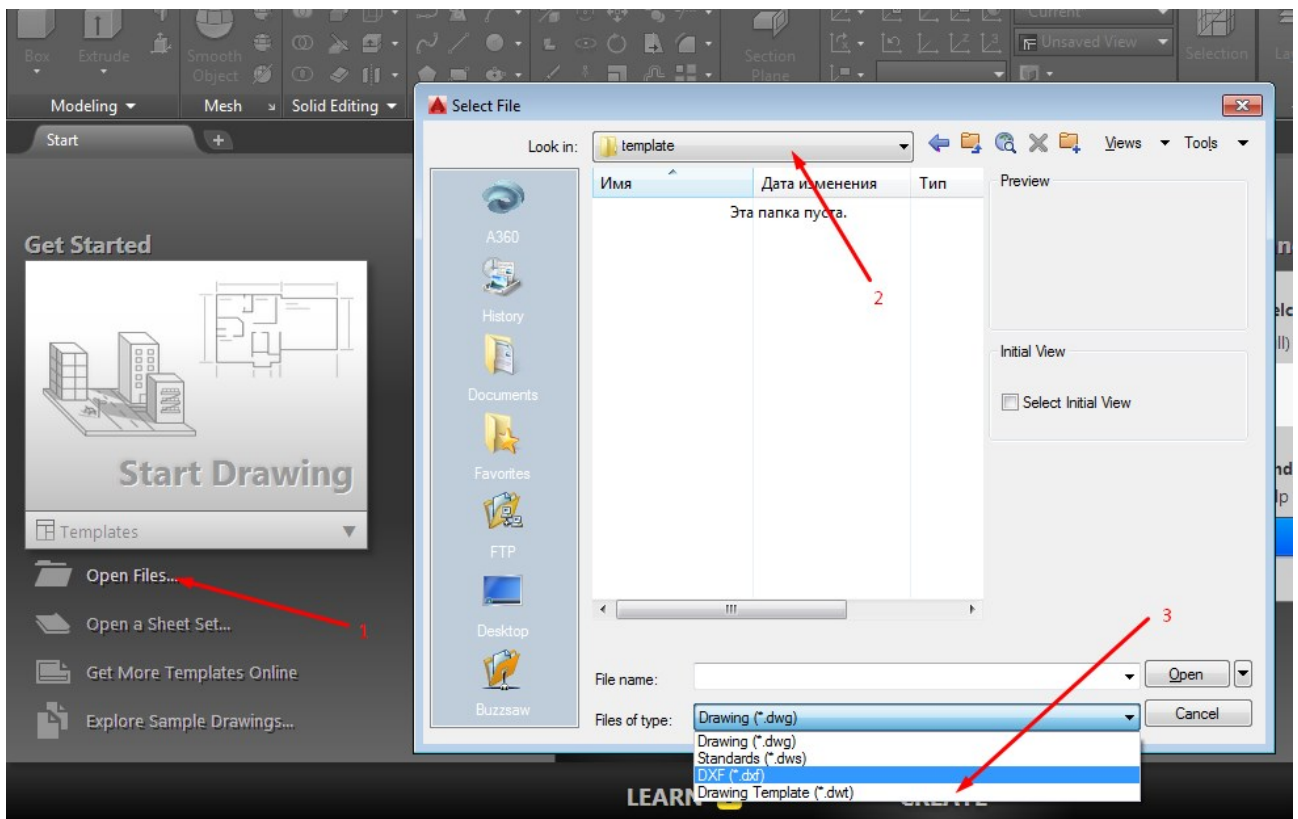 Current
Box
Extrude
Smooth
Object
Section
Plane
Unsaved View
Selection
Modeling
Mesh
Solid Editing
Start
+
Select File
Look in:
template
Views
Tools
Имя
Дата изменения
Тип
Preview
Эта папка пуста.
A360
Get Started
History
2
Initial View
Documents
Select Initial View
Start Drawing
Favorites
Templates
FTP
Open Files...
Open a Sheet Set...
1
Desktop
3
Get More Templates Online
File name:
Open
Explore Sample Drawings...
Buzzsaw
Files of type:
Drawing (*.dwg)
Cancel
Drawing (*.dwg)
Standards (*.dws)
DXF (*.dxf)
Drawing Template (*.dwt)
LEARN
CREATE